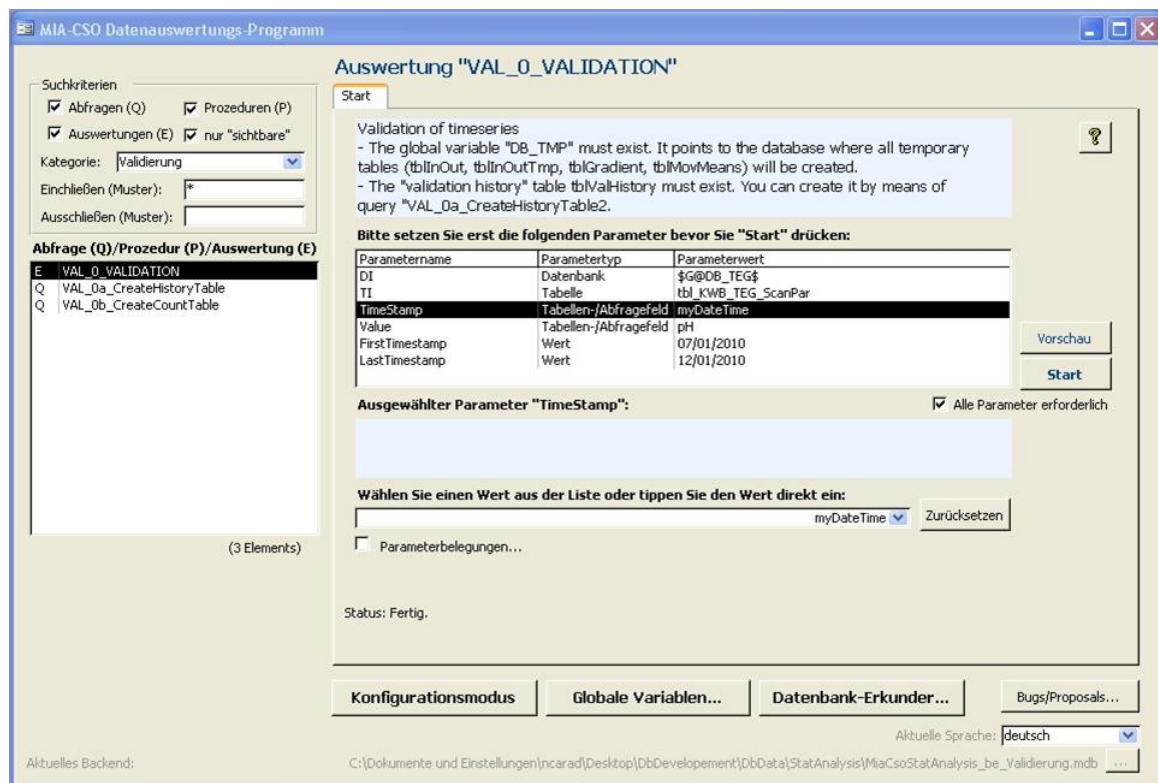 MIA-CSO Datenauswertungs-Programm
Suchkriterien
Abfragen (Q) Prozeduren (P)
Auswertungen (E) nur "sichtbare"
Kategorie: Validierung
Einchließen (Muster): *
Ausschließen (Muster):
Abfrage (Q)/Prozedur (P)/Auswertung (E)
E VAL_0_VALIDATION
Q VAL_0a_CreateHistoryTable
Q VAL_0b_CreateCountTable
(3 Elements)
Auswertung "VAL_0_VALIDATION"
Start
Validation of timeseries
- The global variable "DB_TMP" must exist. It points to the database where all temporary
tables (tblInOut, tblInOutTmp, tblGradient, tblMovMeans) will be created.
- The "validation history" table tblValHistory must exist. You can create it by means of
query "VAL_0a_CreateHistoryTable2.
?
Bitte setzen Sie erst die folgenden Parameter bevor Sie "Start" drücken:
Parametername Parametertyp Parameterwert
DI Datenbank $G@DB_TEG$
TI Tabelle tbl_KWB_TEG_ScanPar
TimeStamp Tabellen-/Abfragefeld myDateTime
Value Tabellen-/Abfragefeld pH
FirstTimestamp Wert 07/01/2010
LastTimestamp Wert 12/01/2010
Vorschau
Start
Ausgewählter Parameter "TimeStamp": Alle Parameter erforderlich
Wählen Sie einen Wert aus der Liste oder tippen Sie den Wert direkt ein:
myDateTime Zurücksetzen
Parameterbelegungen...
Status: Fertig.
Konfigurationsmodus Globale Variablen... Datenbank-Erkunder... Bugs/Proposals...
Aktuelle Sprache: deutsch
Aktuelles Backend: C:\Dokumente und Einstellungen\ncarad\Desktop\DbDevelopement\DbData\StatAnalysis\MiaCsoStatAnalysis_be_Validierung.mdb ...